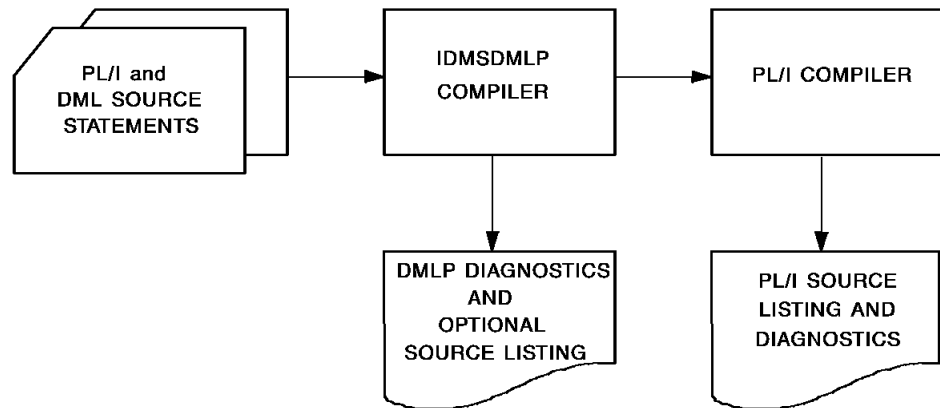 PL/I and
DML SOURCE
STATEMENTS
IDMSDMLP
COMPILER
PL/I COMPILER
DMLP DIAGNOSTICS
AND
OPTIONAL
SOURCE LISTING
PL/I SOURCE
LISTING AND
DIAGNOSTICS